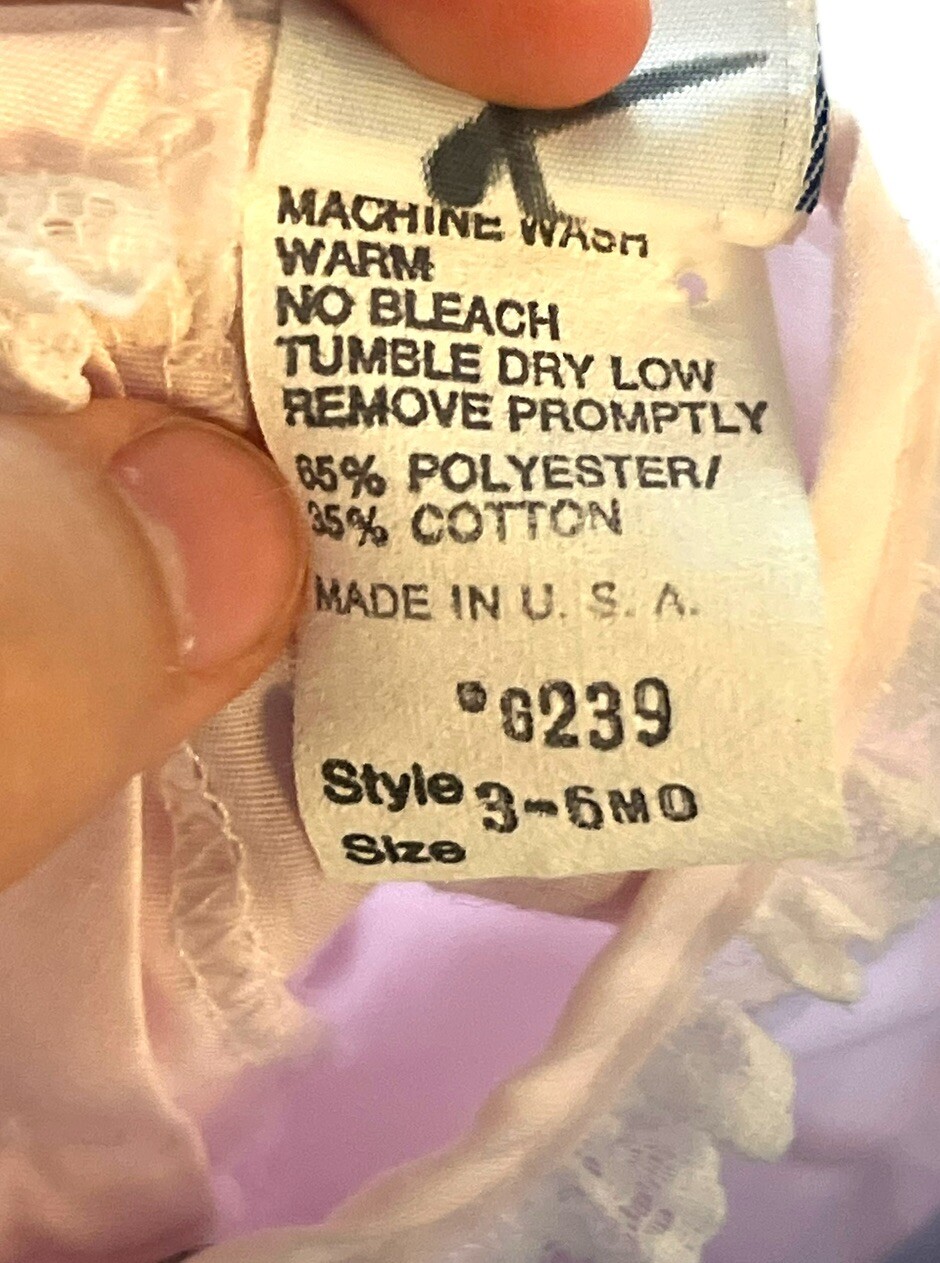 MACHINE WASH
WARM
NO BLEACH
TUMBLE DRY LOW
REMOVE PROMPTLY
65% POLYESTER/
35% COTTON
MADE IN U. S. A.
G239
Style 3-6MO
Size